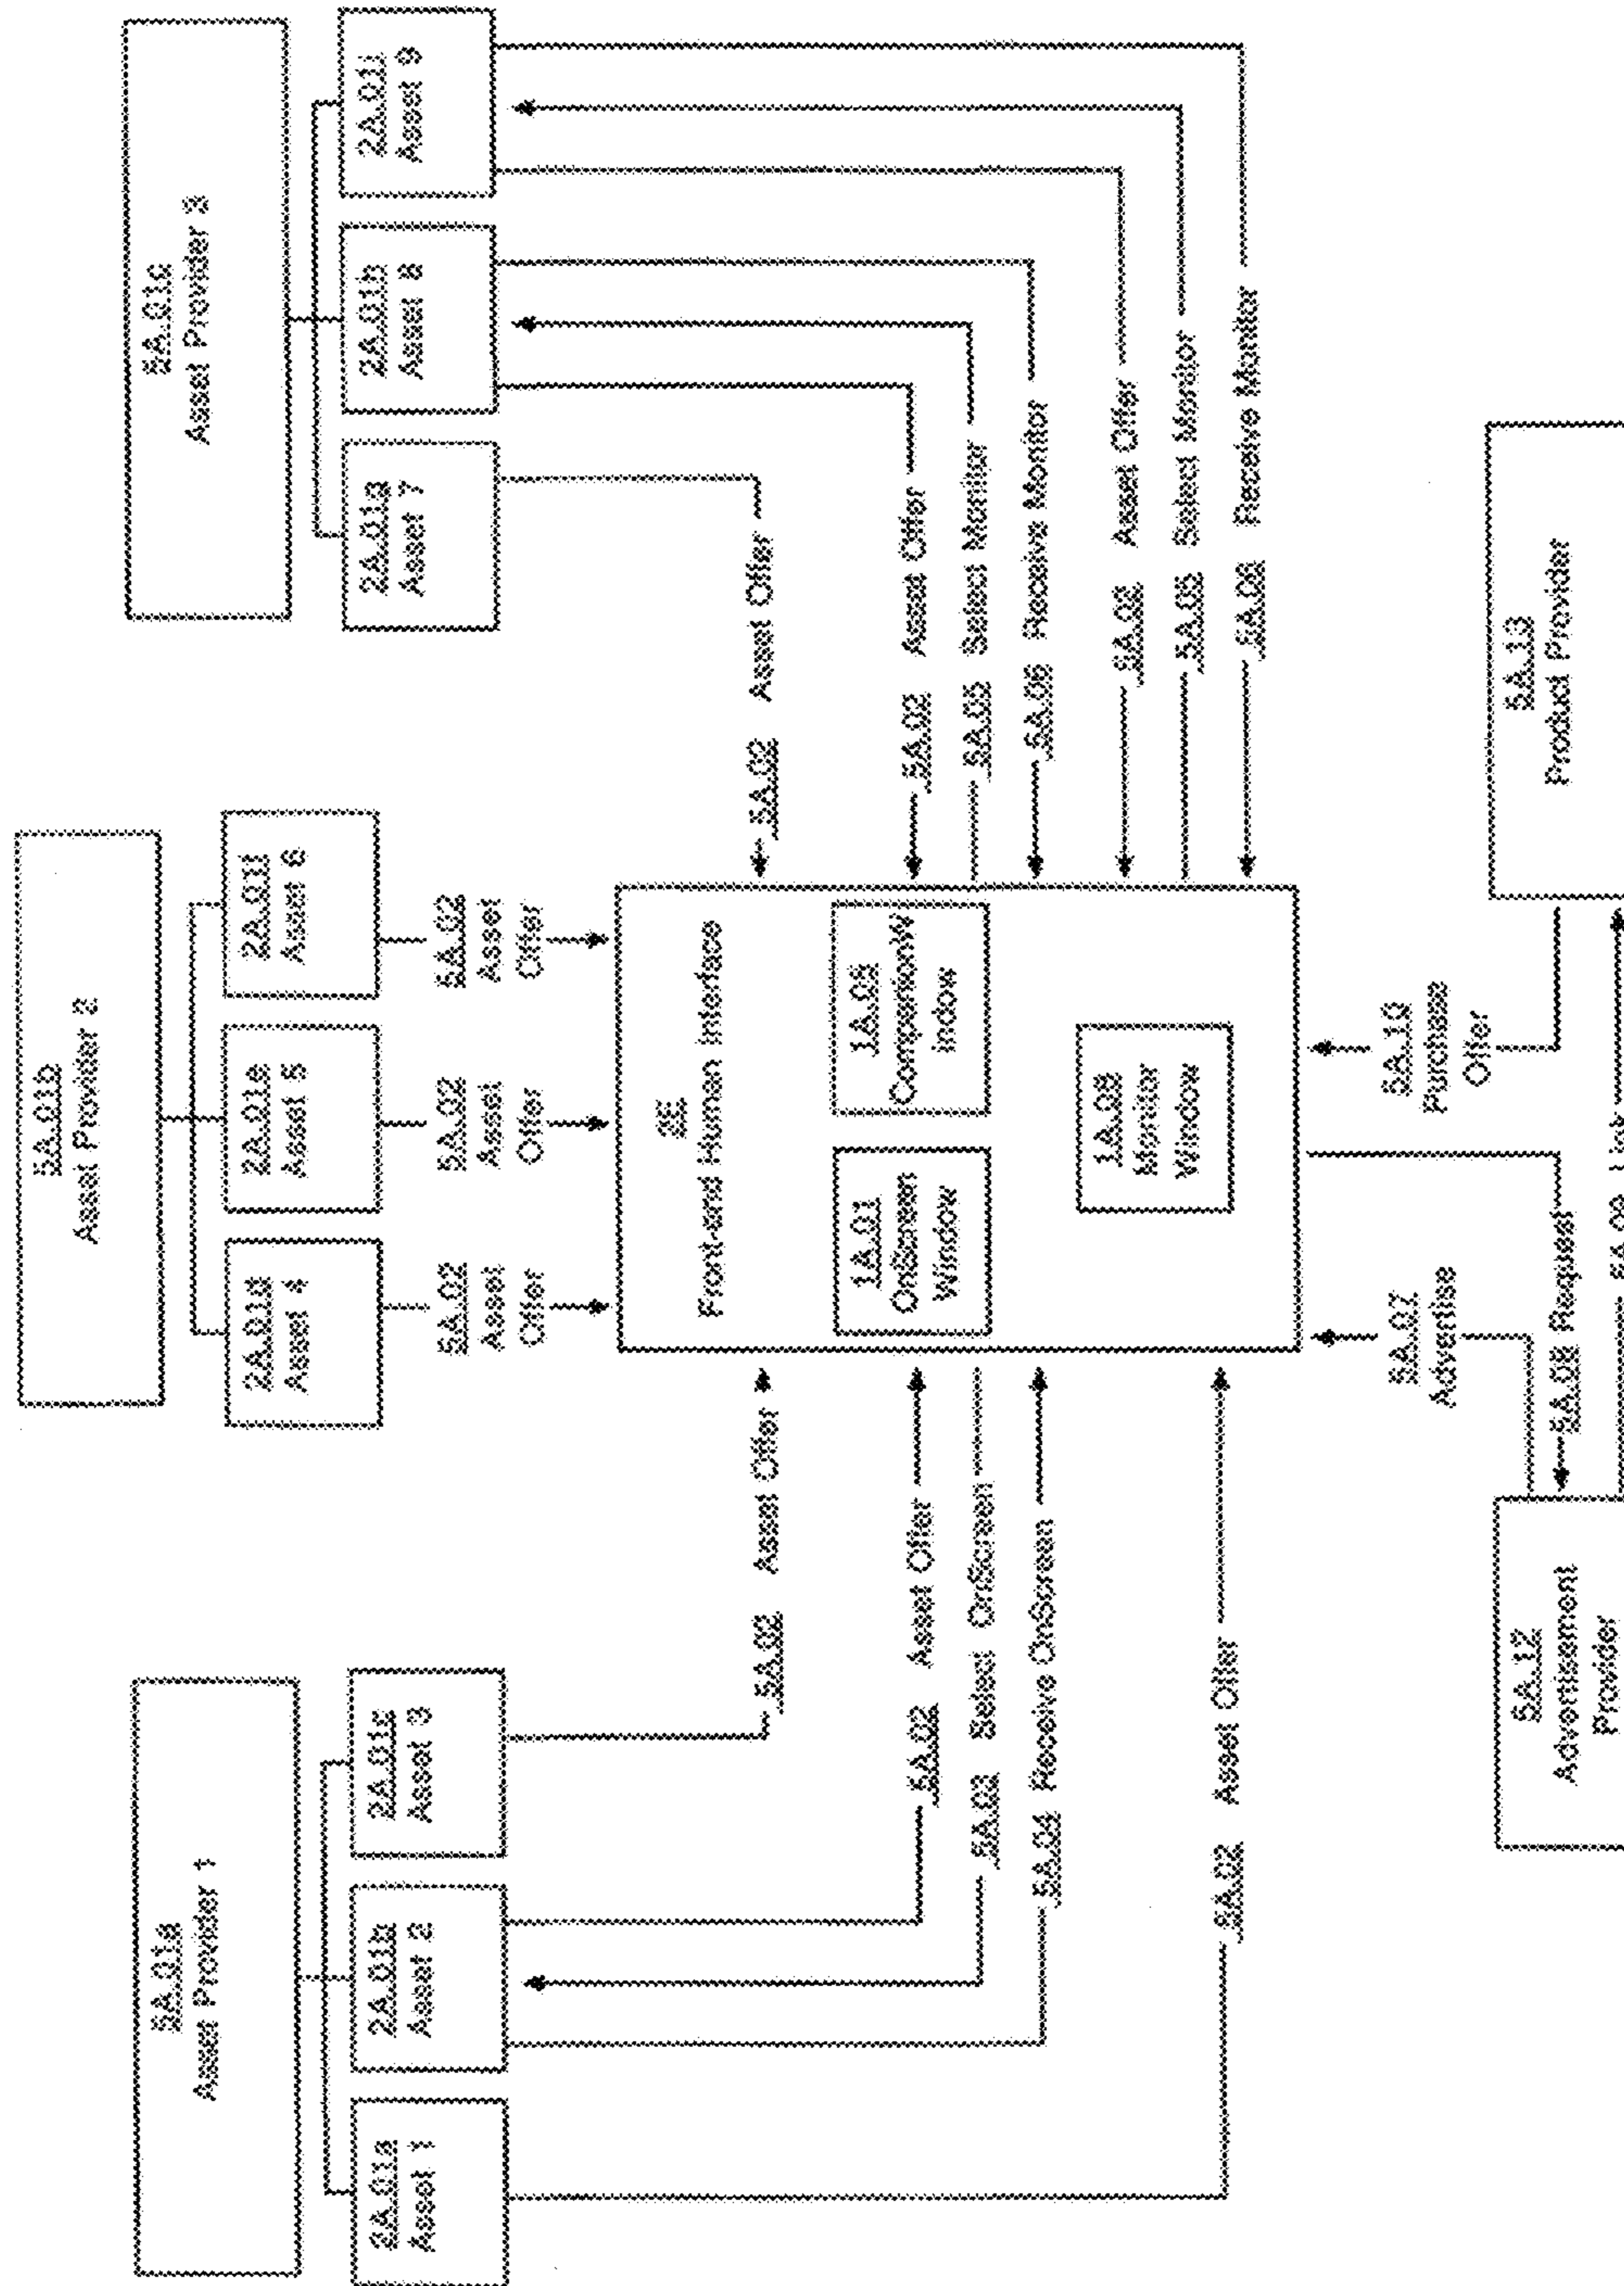 5A.01a
Asset Provider 1
2A.01a
Asset 1
2A.01b
Asset 2
2A.01c
Asset 3
5A.01b
Asset Provider 2
2A.01d
Asset 4
2A.01e
Asset 5
2A.01f
Asset 6
5A.01c
Asset Provider 3
2A.01g
Asset 7
2A.01h
Asset 8
2A.01i
Asset 9
5A.02
Asset
Offer
5A.02
Asset
Offer
5A.02
Asset
Offer
5A.02 Asset Offer
5A.02 Asset Offer
5A.03 Select OnScreen
5A.04 Receive OnScreen
5A.02 Asset Offer
Front-end Human Interface
1A.01
OnScreen
Window
CompanionW
indow
1A.09
Monitor
Window
5A.02 Asset Offer
5A.02 Asset Offer
5A.05 Select Monitor
5A.06 Receive Monitor
5A.02 Asset Offer
5A.05 Select Monitor
5A.06 Receive Monitor
5A.07
Advertise
5A.10
Purchase
Offer
5A.08 Request
5A.09 Link
5A.12
Advertisement
Provider
5A.13
Product Provider